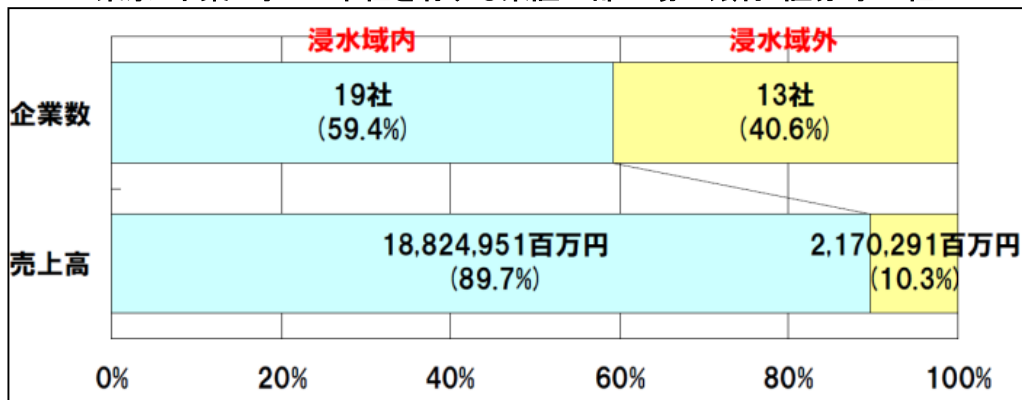 浸水域内 浸水域外
企業数
19社
(59.4%)
13社
(40.6%)
売上高
18,824,951百万円
(89.7%)
2,170,291百万円
(10.3%)
0% 20% 40% 60% 80% 100%